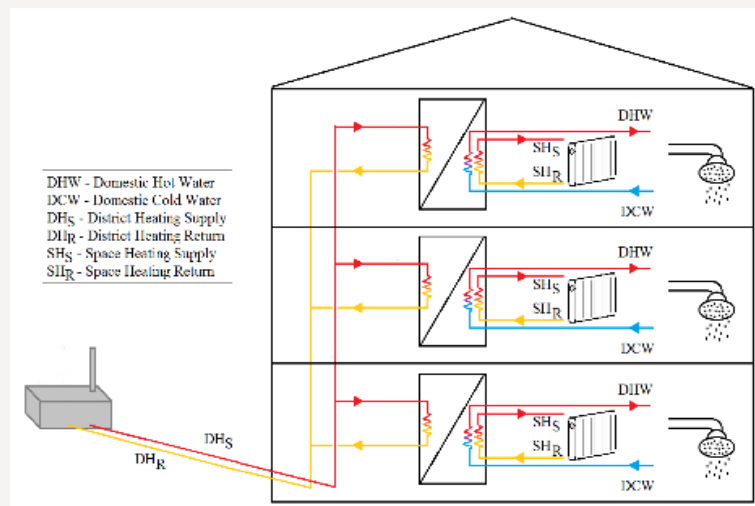 DHW
SHS
SHR
DCW
DHW - Domestic Hot Water
DCW - Domestic Cold Water
DHS - District Heating Supply
DHR - District Heating Return
SHS - Space Heating Supply
SHR - Space Heating Return
DHW
SHS
SHR
DCW
DHW
SHS
SHR
DCW
DHS
DHR